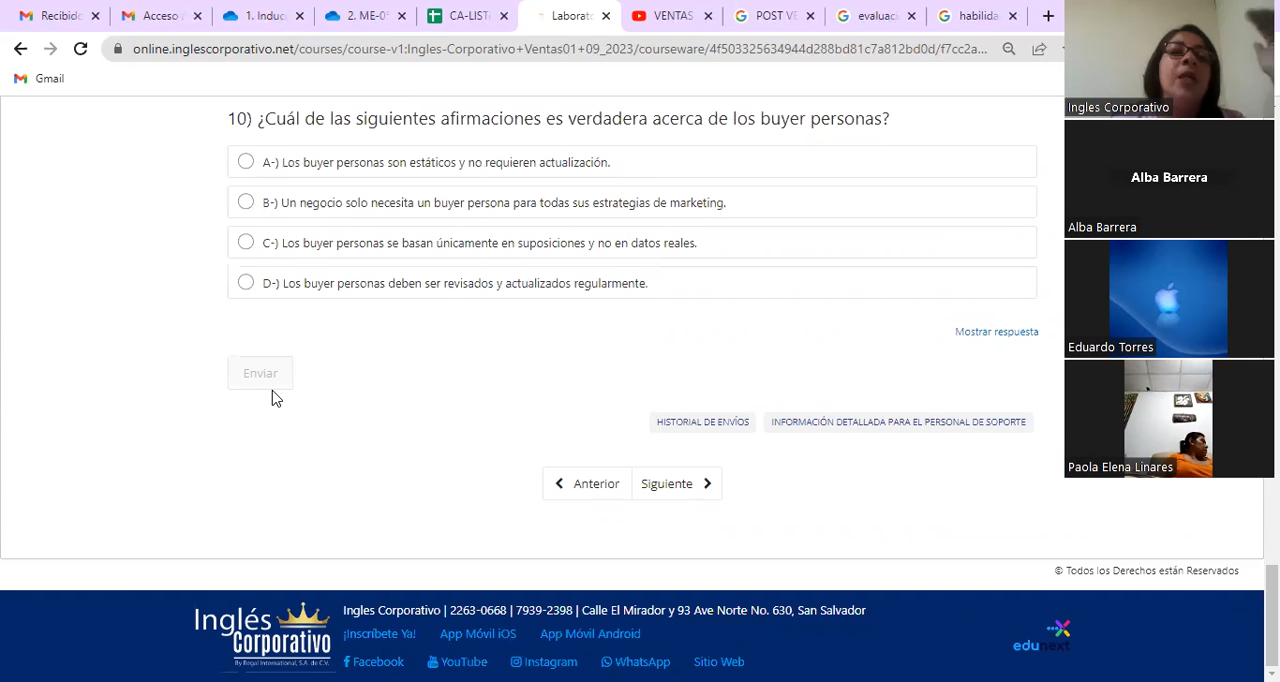 Recibido
Acceso
1. Induc
2. ME-0
CA-LIST
Laborato
VENTAS
POST VE
evaluaci
habilida
online.inglescorporativo.net/courses/course-v1:Ingles-Corporativo+Ventas01+09_2023/courseware/4f503325634944d288bd81c7a812bd0d/f7cc2a...
Gmail
10) ¿Cuál de las siguientes afirmaciones es verdadera acerca de los buyer personas?
A-) Los buyer personas son estáticos y no requieren actualización.
B-) Un negocio solo necesita un buyer persona para todas sus estrategias de marketing.
C-) Los buyer personas se basan únicamente en suposiciones y no en datos reales.
D-) Los buyer personas deben ser revisados y actualizados regularmente.
Mostrar respuesta
Enviar
HISTORIAL DE ENVÍOS
INFORMACIÓN DETALLADA PARA EL PERSONAL DE SOPORTE
Anterior
Siguiente
© Todos los Derechos están Reservados
Inglés
Corporativo
By Regal International, S.A. de C.V.
Ingles Corporativo | 2263-0668 | 7939-2398 | Calle El Mirador y 93 Ave Norte No. 630, San Salvador
¡Inscríbete Ya!
App Móvil iOS
App Móvil Android
Facebook
YouTube
Instagram
WhatsApp
Sitio Web
edunext
Ingles Corporativo
Alba Barrera
Alba Barrera
Eduardo Torres
Paola Elena Linares